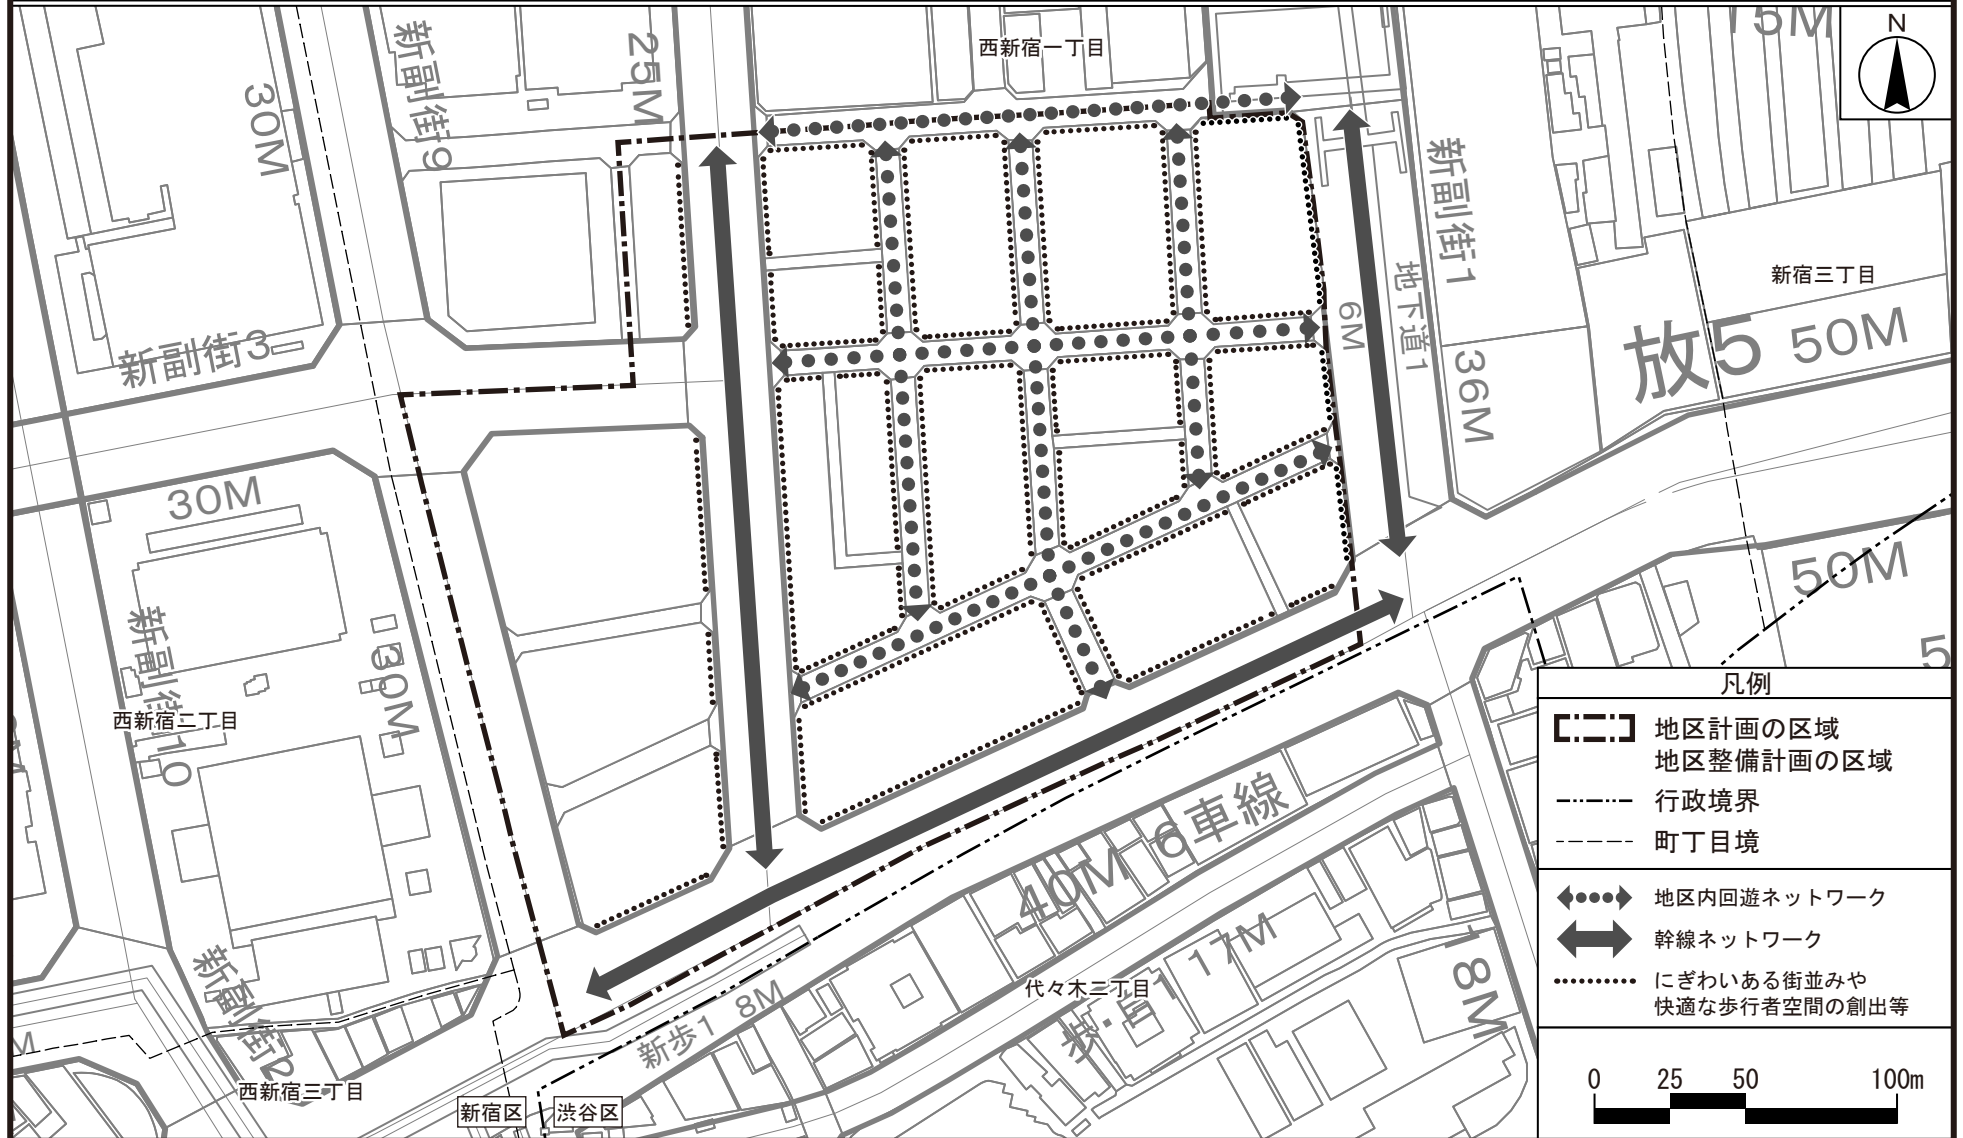 西新宿一丁目
15M
N
新副街9
25M
30M
新副街1
地下道1
6M
36M
新宿三丁目
放5 50M
新副街3
30M
新副街10
30M
西新宿二丁目
50M
5
40M 6車線
新歩1 8M
17M
18M
代々木二丁目
新副街2
M
西新宿三丁目
新宿区
渋谷区
凡例
地区計画の区域
地区整備計画の区域
行政境界
町丁目境
地区内回遊ネットワーク
幹線ネットワーク
にぎわいある街並みや
快適な歩行者空間の創出等
0 25 50 100m